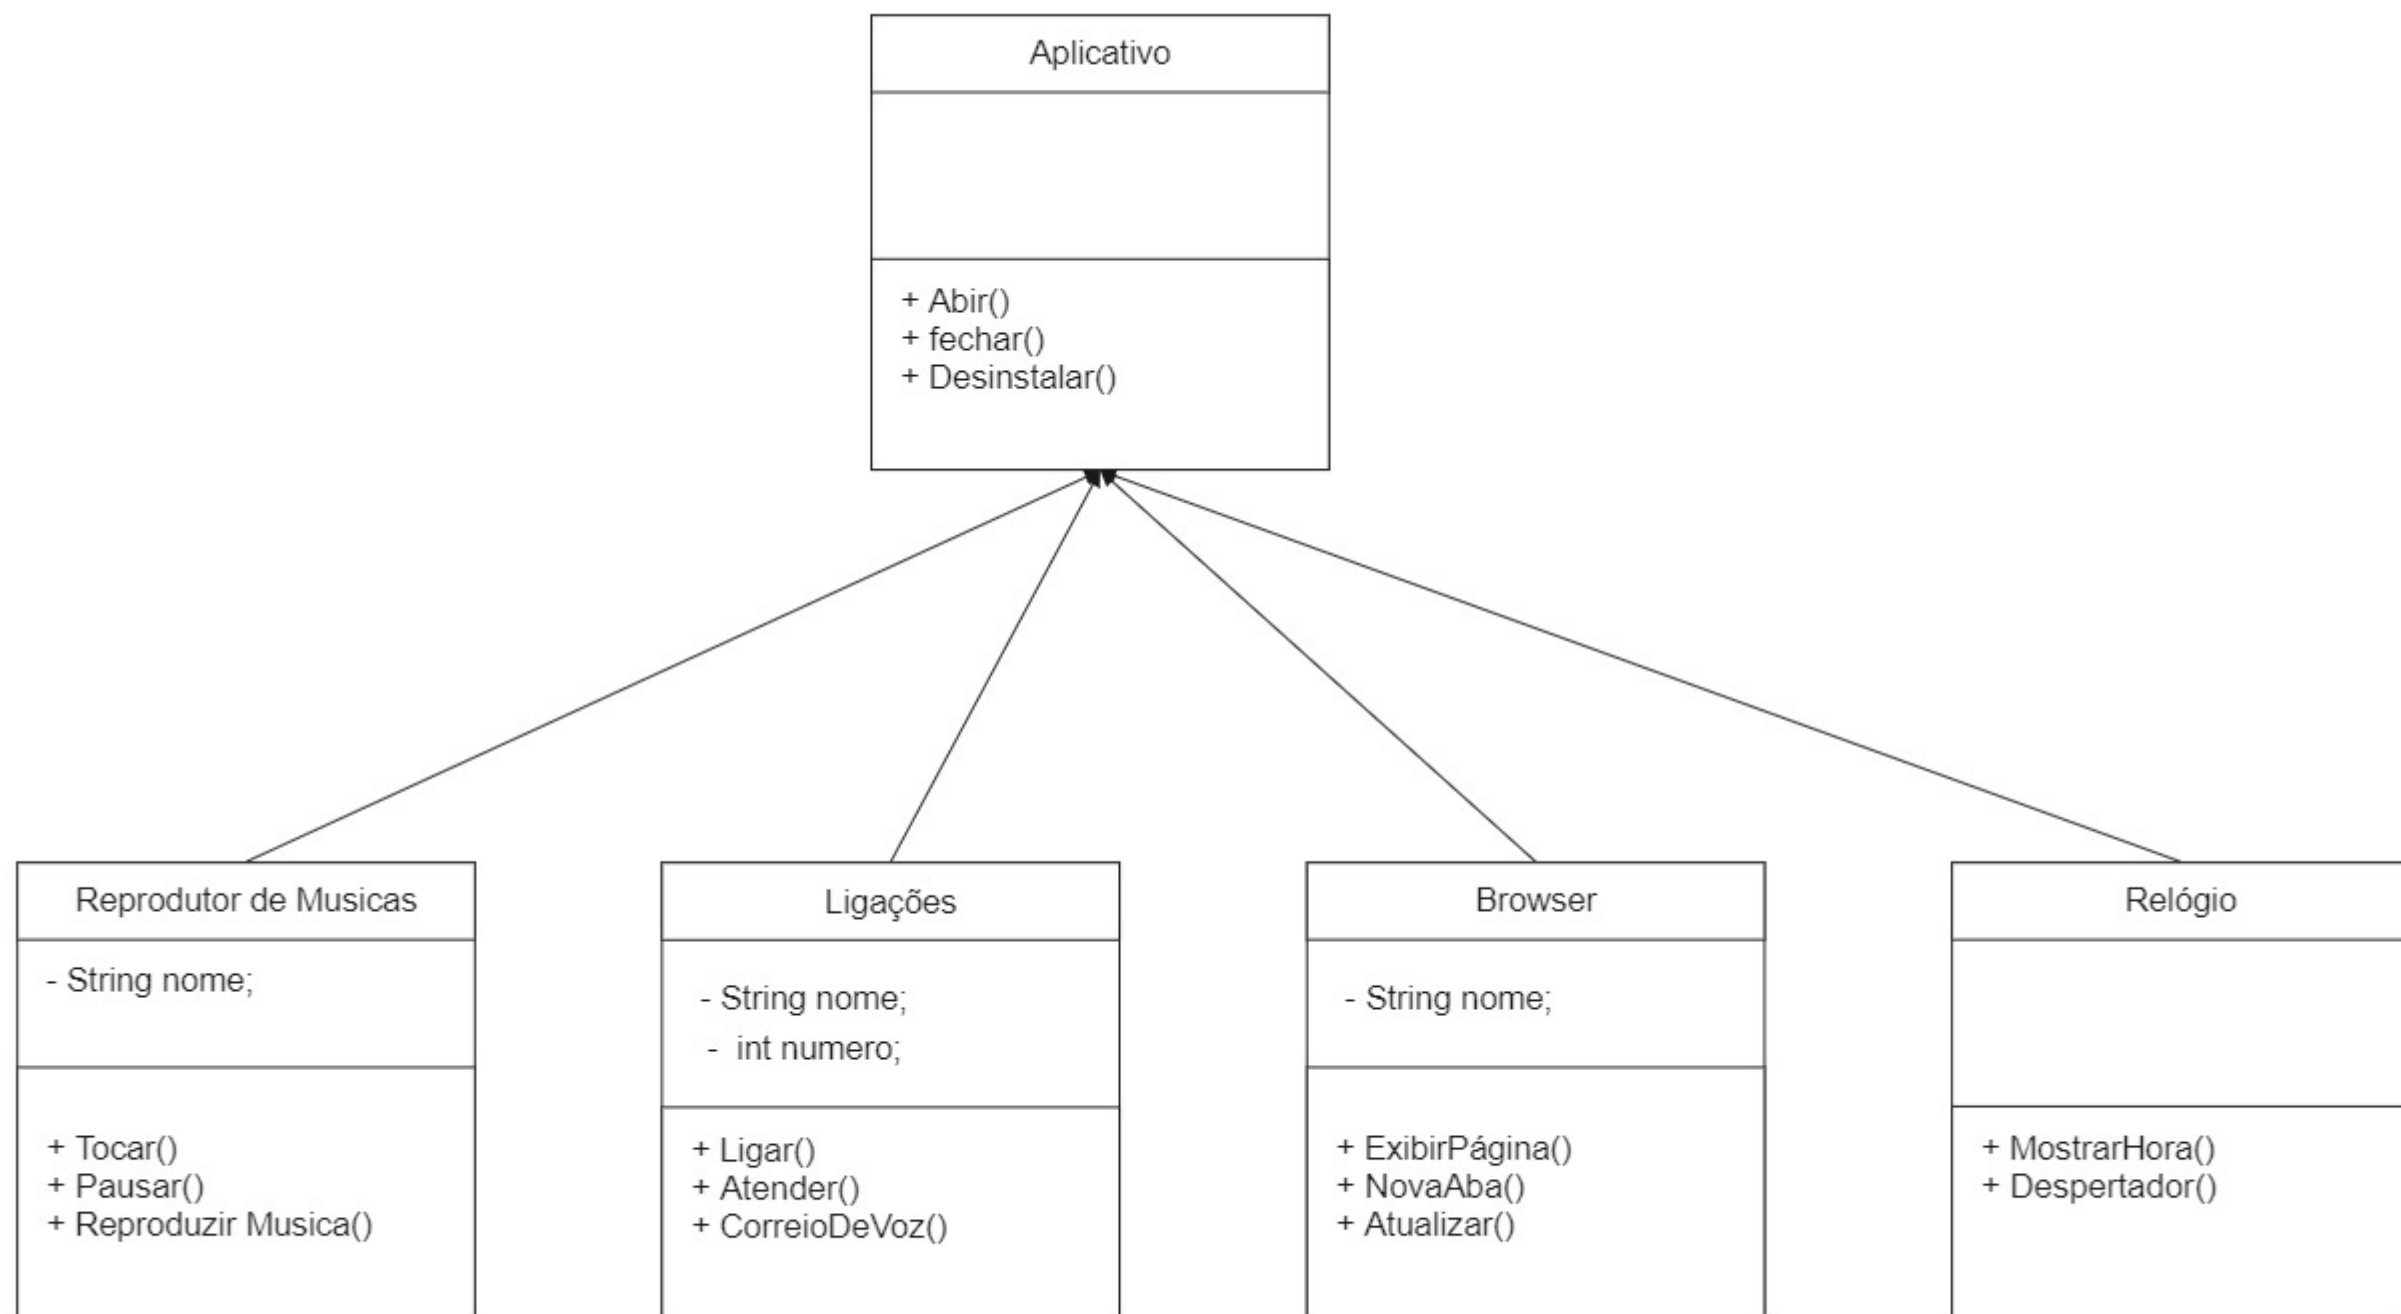 Aplicativo
+ Abir()
+ fechar()
+ Desinstalar()
Reprodutor de Musicas
- String nome;
+ Tocar()
+ Pausar()
+ Reproduzir Musica()
Ligações
- String nome;
- int numero;
+ Ligar()
+ Atender()
+ CorreioDeVoz()
Browser
- String nome;
+ ExibirPágina()
+ NovaAba()
+ Atualizar()
Relógio
+ MostrarHora()
+ Despertador()